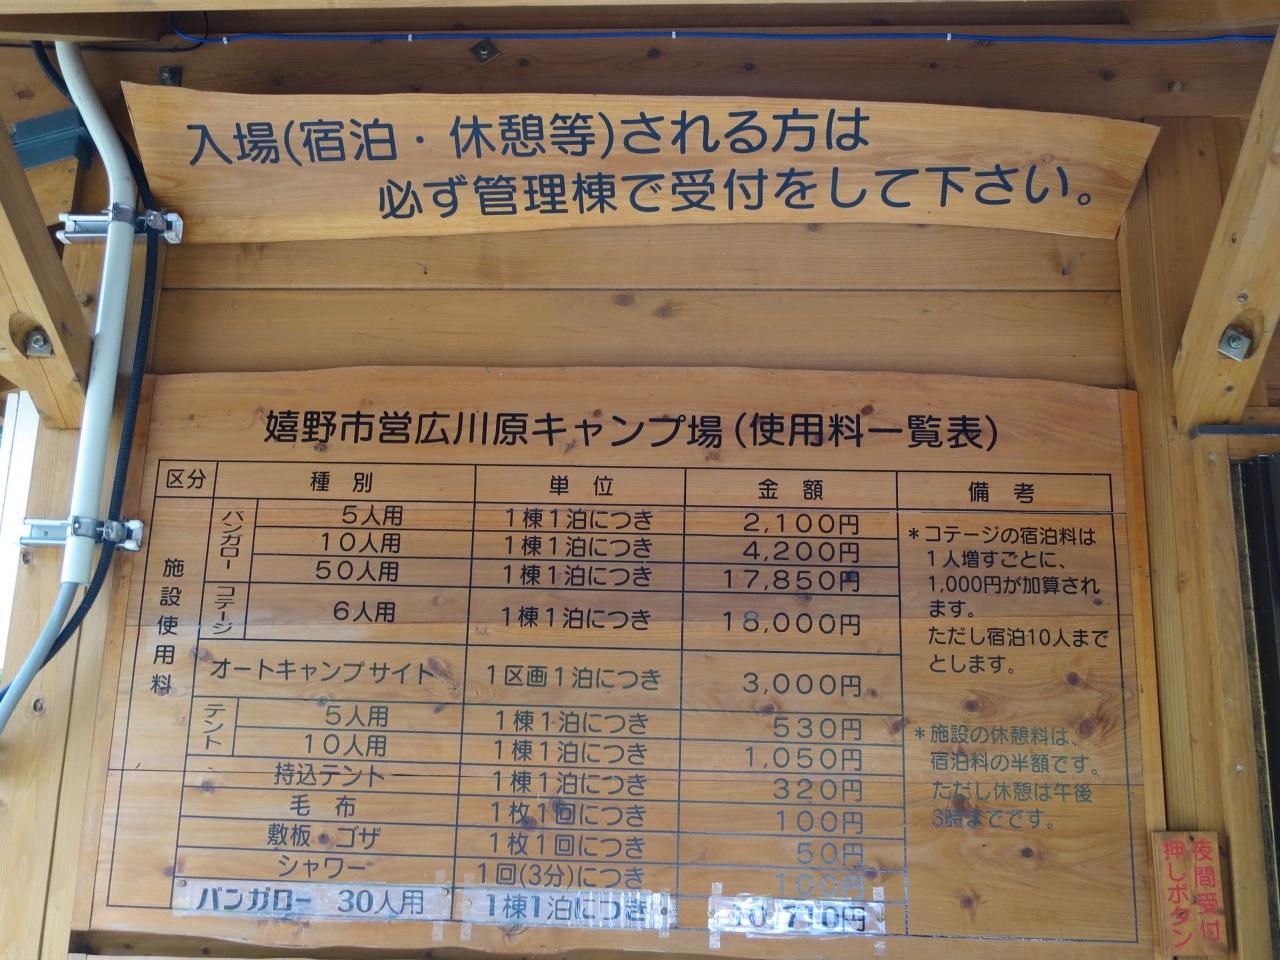 入場(宿泊・休憩等)される方は
必ず管理棟で受付をして下さい。
嬉野市営広川原キャンプ場(使用料一覧表)
区分 種別 単位 金額 備考
施設使用料
バンガロー
5人用 1棟1泊につき 2,100円
10人用 1棟1泊につき 4,200円
50人用 1棟1泊につき 17,850円
コテージ
6人用 1棟1泊につき 18,000円
オートキャンプサイト 1区画1泊につき 3,000円
テント
5人用 1棟1泊につき 530円
10人用 1棟1泊につき 1,050円
持込テント 1棟1泊につき 320円
毛布 1枚1回につき 100円
敷板・ゴザ 1枚1回につき 50円
シャワー 1回(3分)につき 100円
バンガロー 30人用 1棟1泊につき 10,710円
*コテージの宿泊料は
1人増すごとに、
1,000円が加算され
ます。
ただし宿泊10人まで
とします。
*施設の休憩料は、
宿泊料の半額です。
ただし休憩は午後
3時までです。
夜間受付
押しボタン